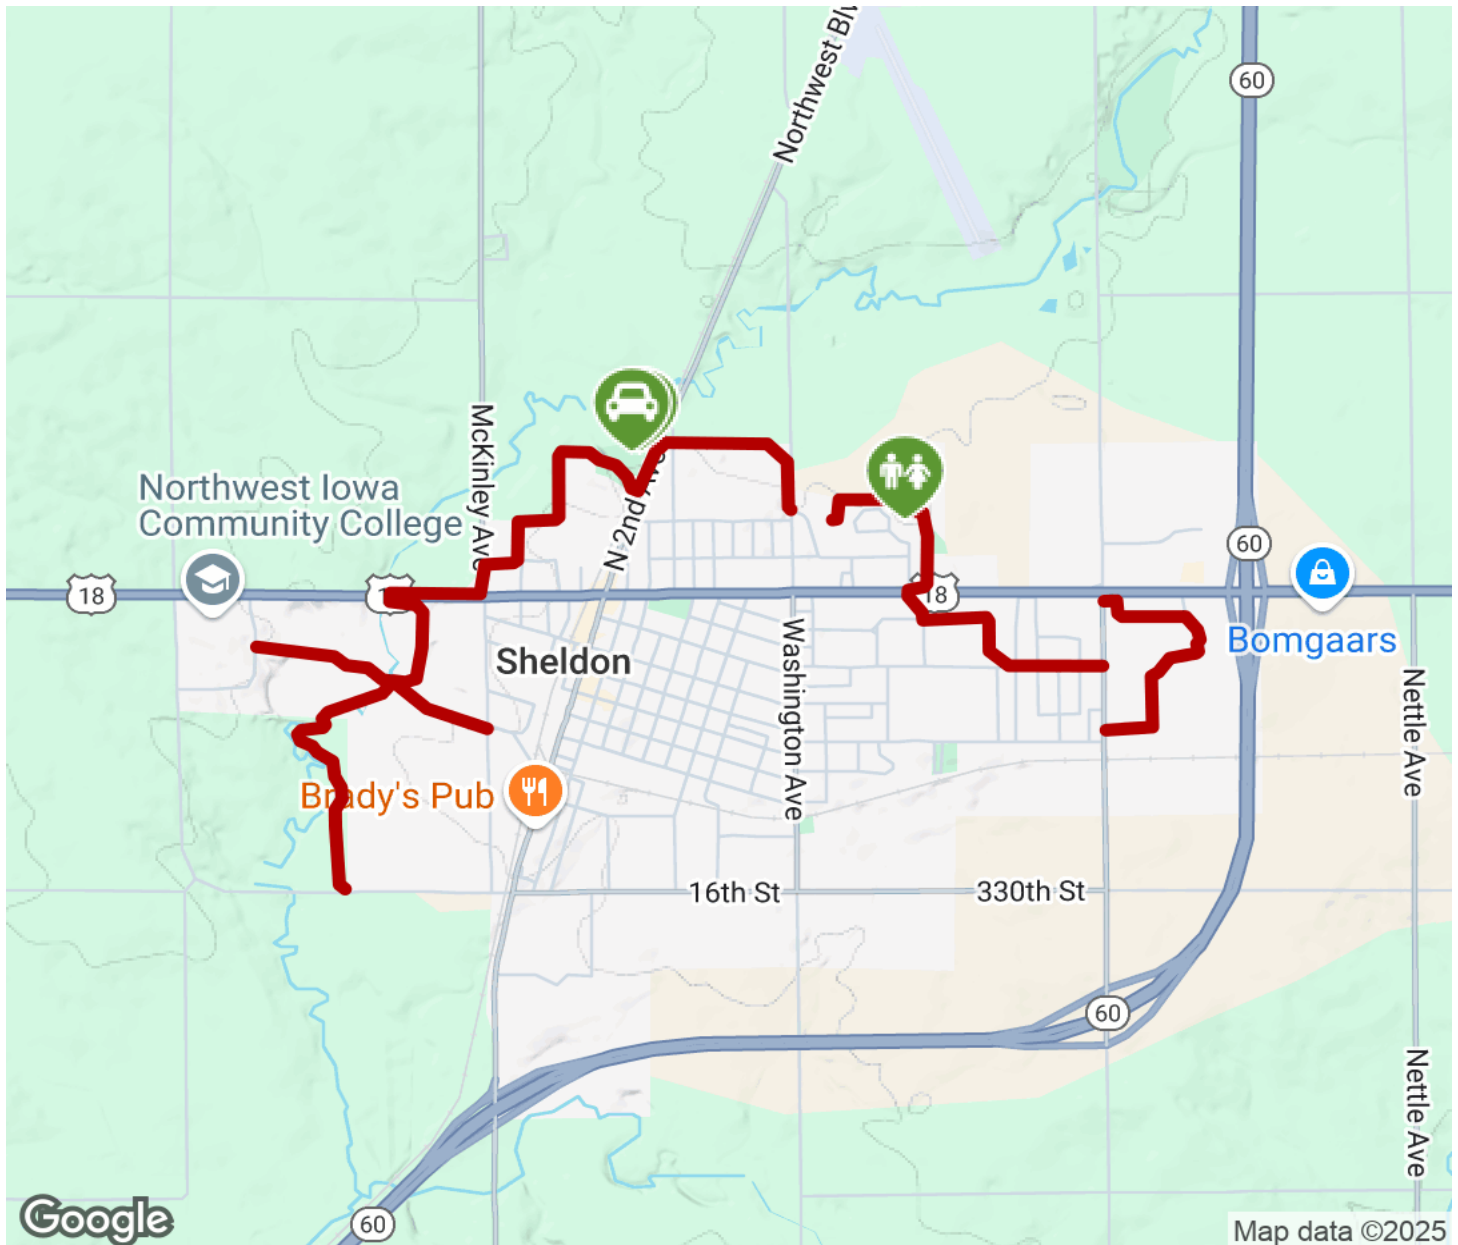 Northwest Blv
60
McKinley Ave
Northwest Iowa
Community College
N 2nd Ave
18
18
60
Bomgaars
Sheldon
Washington Ave
Nettle Ave
Brady's Pub
16th St
330th St
60
Nettle Ave
60
Google
Map data ©2025